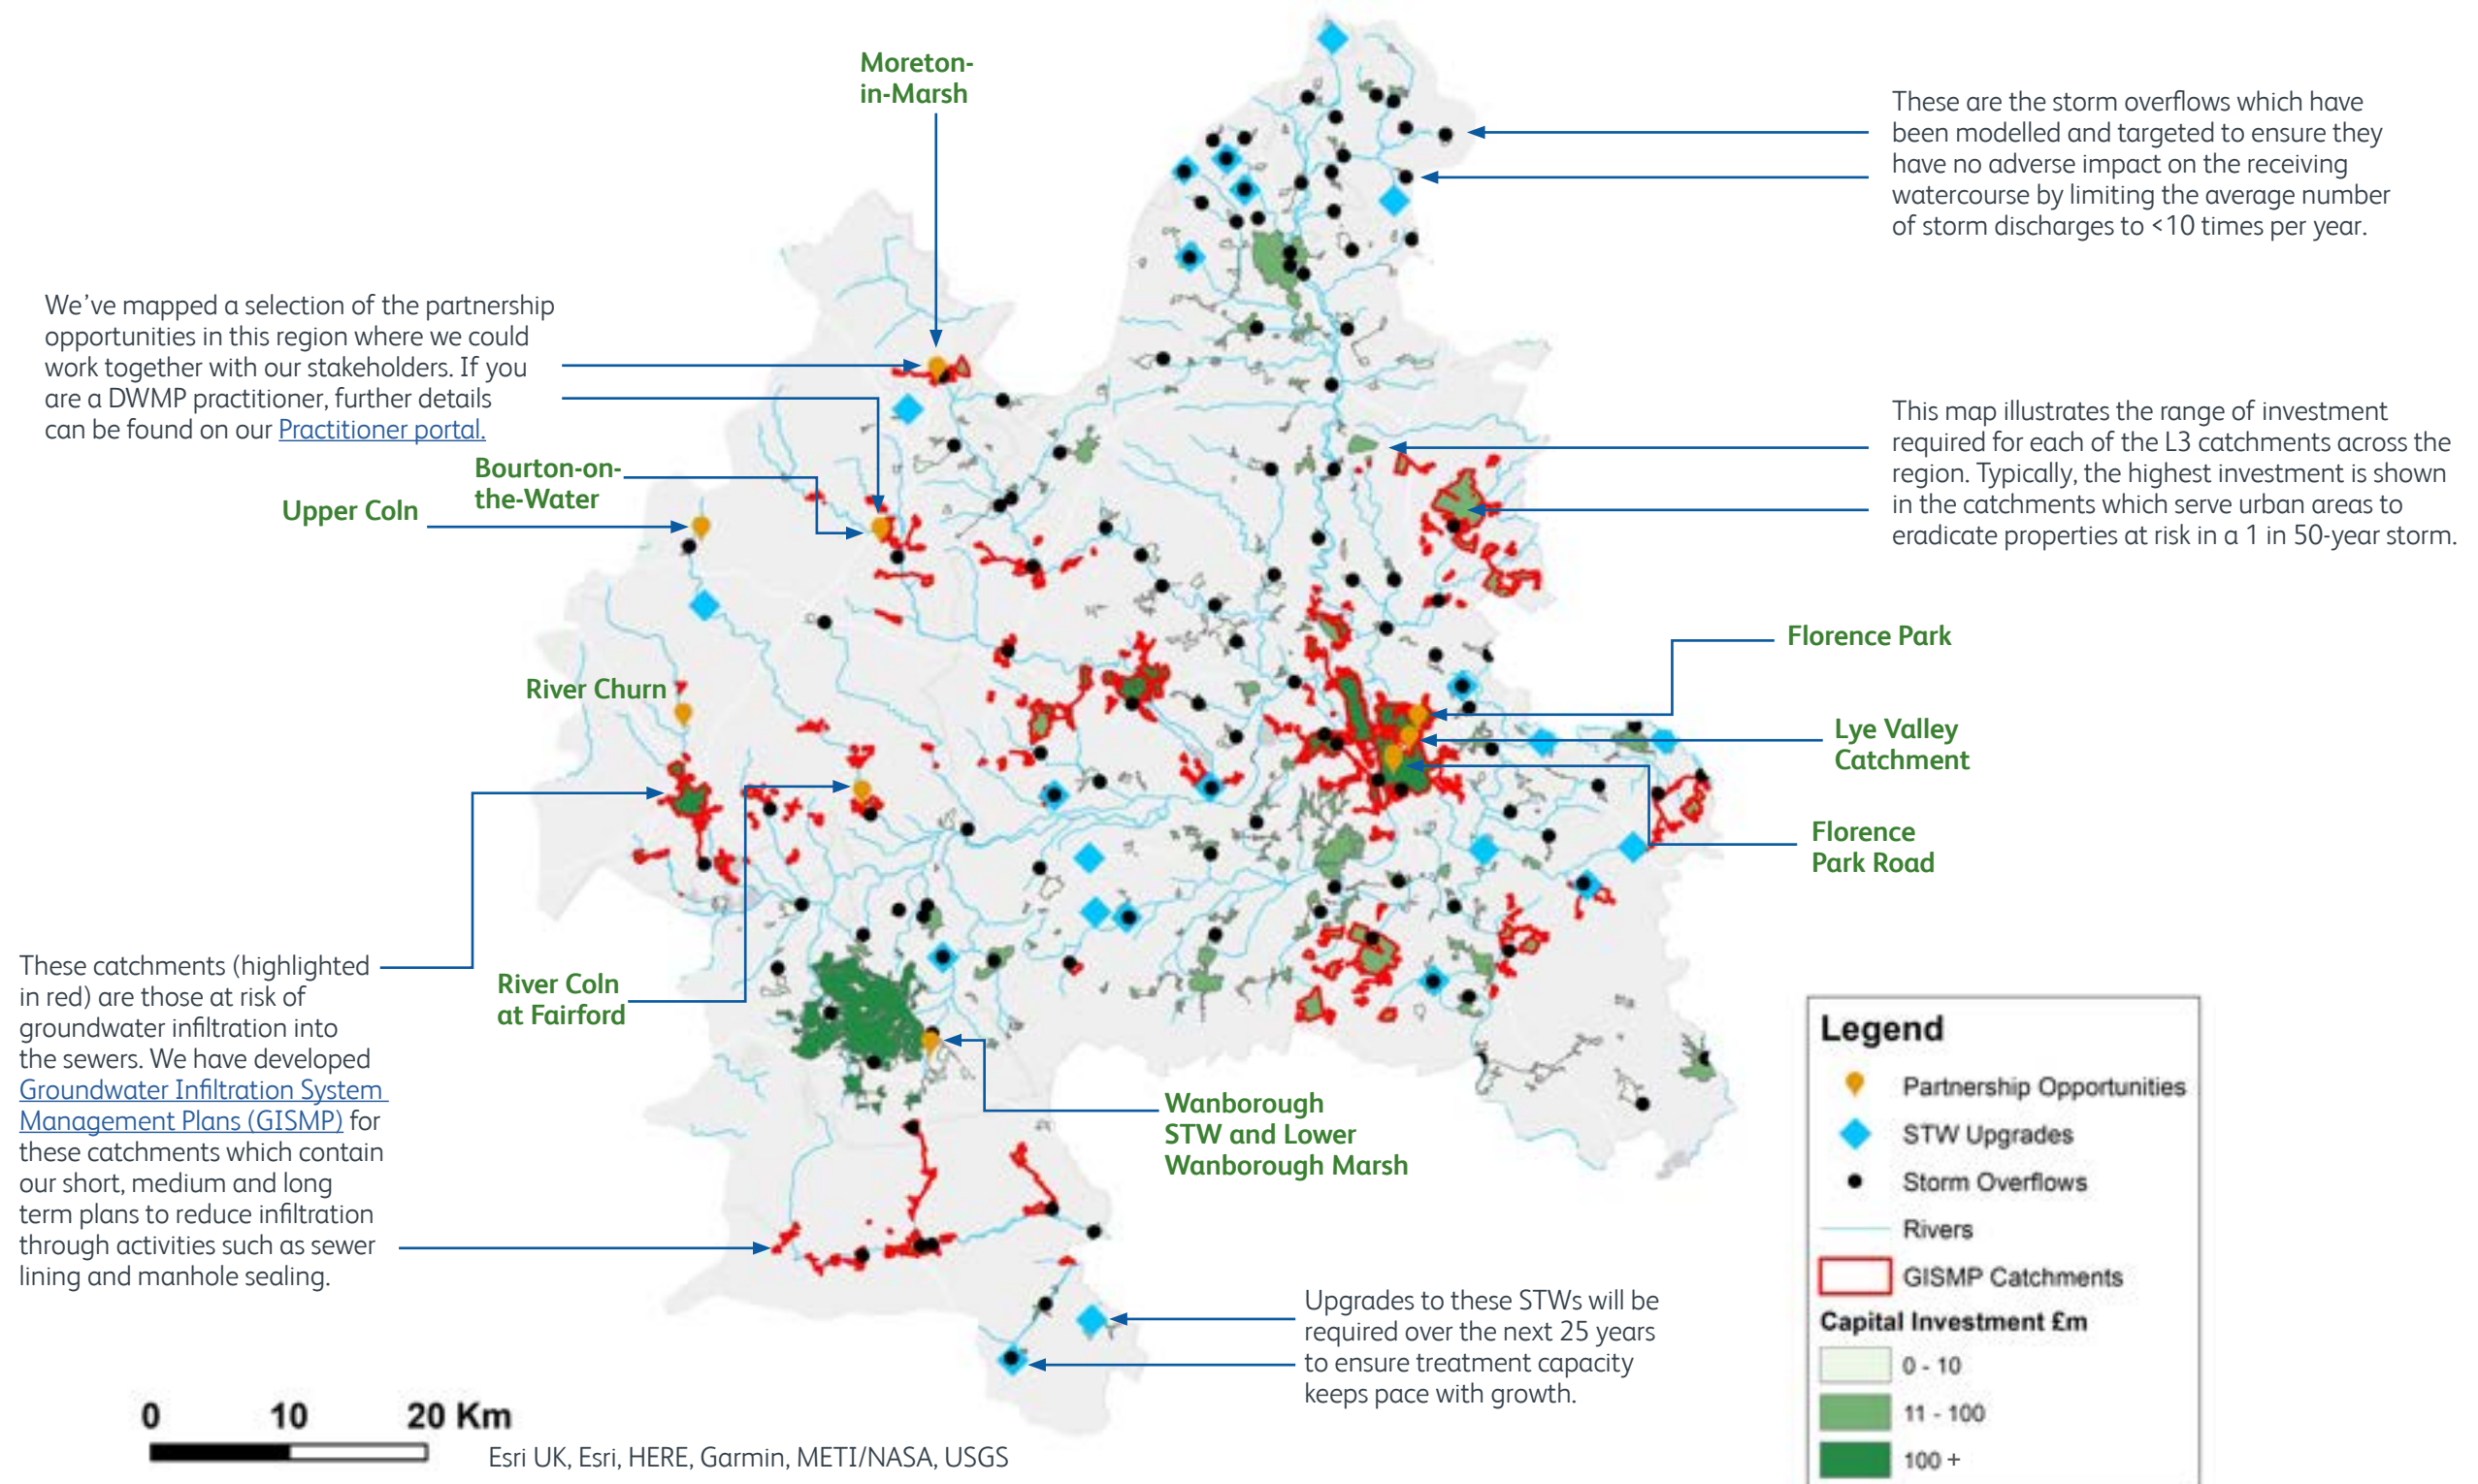 Moreton-
in-Marsh
These are the storm overflows which have
been modelled and targeted to ensure they
have no adverse impact on the receiving
watercourse by limiting the average number
of storm discharges to <10 times per year.
We've mapped a selection of the partnership
opportunities in this region where we could
work together with our stakeholders. If you
are a DWMP practitioner, further details
can be found on our Practitioner portal.
This map illustrates the range of investment
required for each of the L3 catchments across the
region. Typically, the highest investment is shown
in the catchments which serve urban areas to
eradicate properties at risk in a 1 in 50-year storm.
Bourton-on-
the-Water
Upper Coln
Florence Park
River Churn
Lye Valley
Catchment
Florence
Park Road
These catchments (highlighted
in red) are those at risk of
groundwater infiltration into
the sewers. We have developed
Groundwater Infiltration System
Management Plans (GISMP) for
these catchments which contain
our short, medium and long
term plans to reduce infiltration
through activities such as sewer
lining and manhole sealing.
River Coln
at Fairford
Wanborough
STW and Lower
Wanborough Marsh
Upgrades to these STWs will be
required over the next 25 years
to ensure treatment capacity
keeps pace with growth.
Legend
Partnership Opportunities
STW Upgrades
Storm Overflows
Rivers
GISMP Catchments
Capital Investment £m
0 - 10
11 - 100
100 +
0 10 20 Km
Esri UK, Esri, HERE, Garmin, METI/NASA, USGS